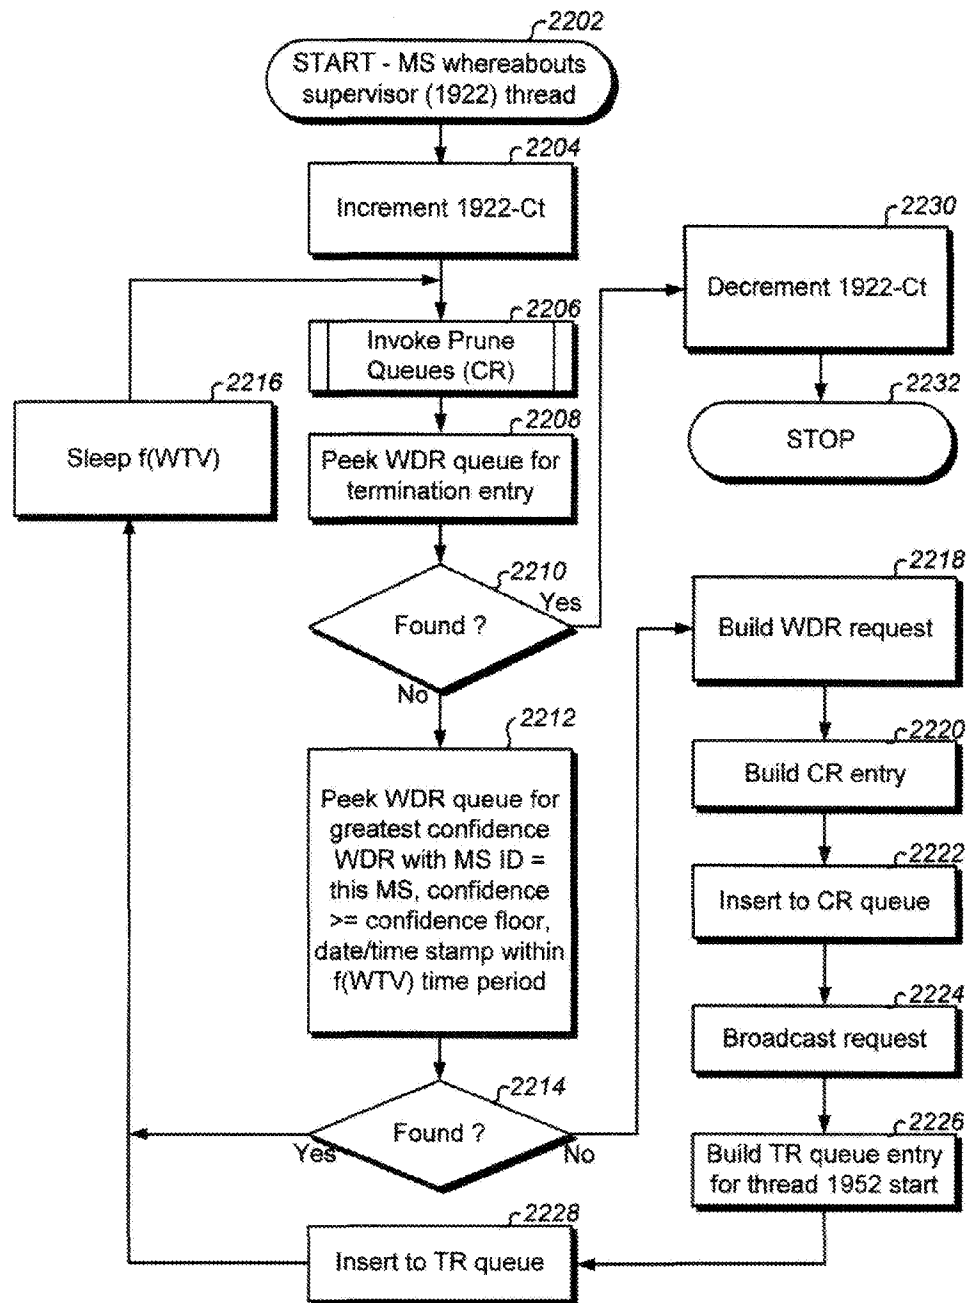 2202
START - MS whereabouts
supervisor (1922) thread
2204
Increment 1922-Ct
2206
Invoke Prune
Queues (CR)
2208
Peek WDR queue for
termination entry
2210
Found ?
Yes
No
2212
Peek WDR queue for
greatest confidence
WDR with MS ID =
this MS, confidence
>= confidence floor,
date/time stamp within
f(WTV) time period
2214
Found ?
Yes
No
2216
Sleep f(WTV)
2218
Build WDR request
2220
Build CR entry
2222
Insert to CR queue
2224
Broadcast request
2226
Build TR queue entry
for thread 1952 start
2228
Insert to TR queue
2230
Decrement 1922-Ct
2232
STOP